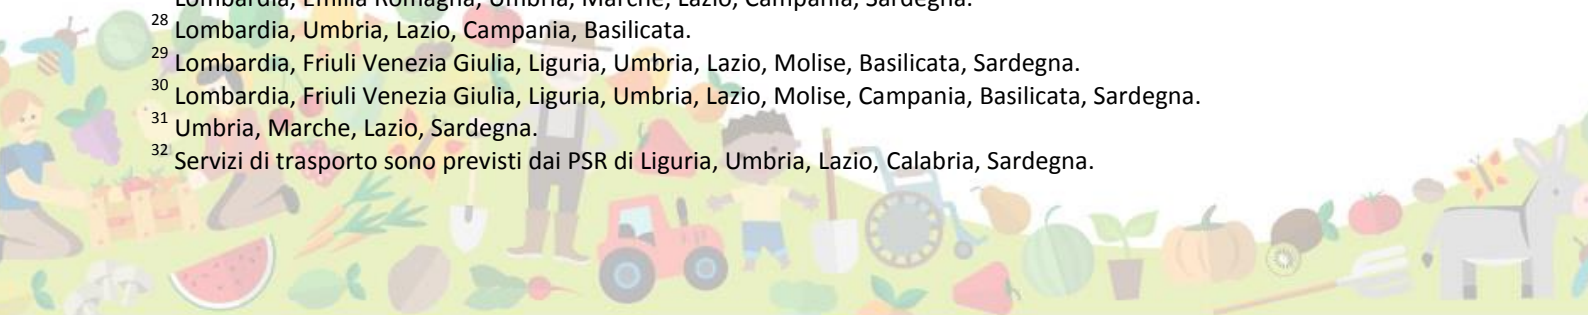 Lombardia, Emilia Romagna, Umbria, Marche, Lazio, Campania, Sardegna.
28 Lombardia, Umbria, Lazio, Campania, Basilicata.
29 Lombardia, Friuli Venezia Giulia, Liguria, Umbria, Lazio, Molise, Basilicata, Sardegna.
30 Lombardia, Friuli Venezia Giulia, Liguria, Umbria, Lazio, Molise, Campania, Basilicata, Sardegna.
31 Umbria, Marche, Lazio, Sardegna.
32 Servizi di trasporto sono previsti dai PSR di Liguria, Umbria, Lazio, Calabria, Sardegna.